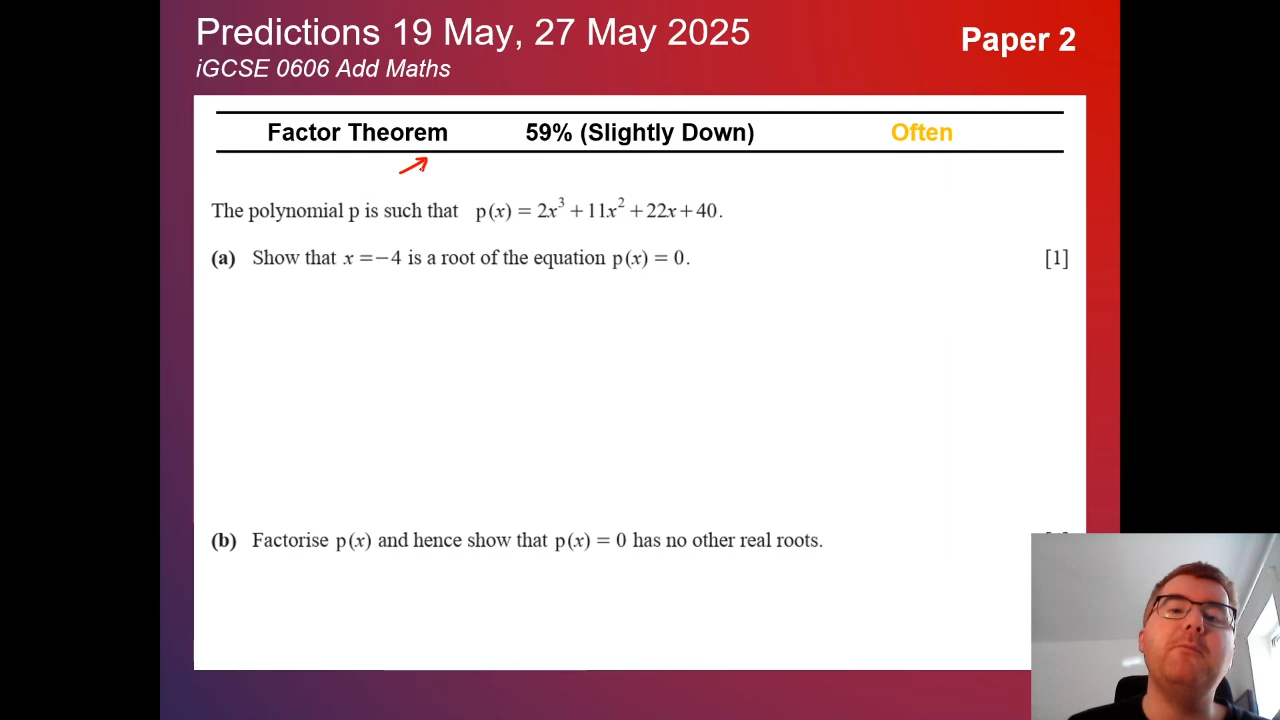 Predictions 19 May, 27 May 2025
Paper 2
iGCSE 0606 Add Maths
Factor Theorem 59% (Slightly Down) Often
The polynomial p is such that p(x) = 2x³ + 11x² + 22x + 40.
(a) Show that x = −4 is a root of the equation p(x) = 0. [1]
(b) Factorise p(x) and hence show that p(x) = 0 has no other real roots.